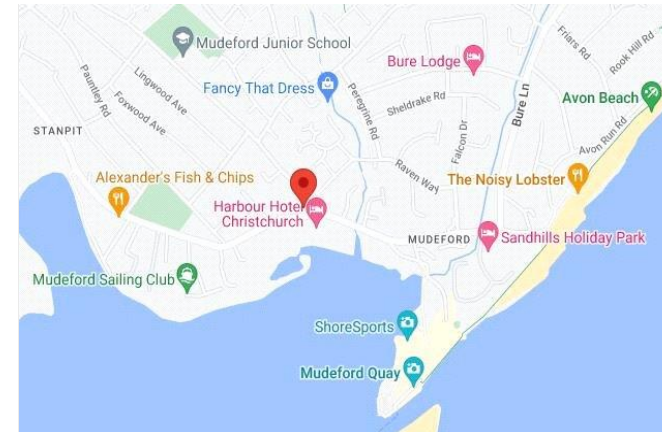 Mudeford Junior School
Bure Lodge
Friars Rd
Rook Hill Rd
Pauntley Rd
Lingwood Ave
Foxwood Ave
Fancy That Dress
Peregrine Rd
Sheldrake Rd
Falcon Dr
Bure Ln
Avon Beach
Avon Run Rd
STANPIT
Alexander's Fish & Chips
Raven Way
The Noisy Lobster
Harbour Hotel
Christchurch
MUDEFORD
Sandhills Holiday Park
Mudeford Sailing Club
ShoreSports
Mudeford Quay